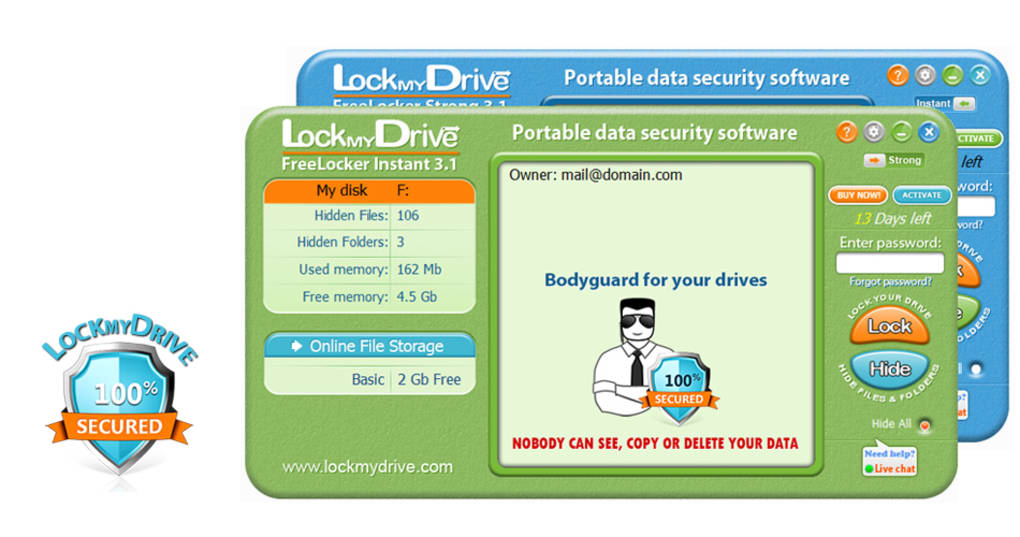 LOCKMYDRIVE
100%
SECURED
LockmyDrive
Portable data security software
FreeLocker Strong 3.1
Instant
ACTIVATE
left
word:
word?
LockmyDrive
FreeLocker Instant 3.1
Portable data security software
Strong
My disk F:
Hidden Files: 106
Hidden Folders: 3
Used memory: 162 Mb
Free memory: 4.5 Gb
Online File Storage
Basic 2 Gb Free
www.lockmydrive.com
Owner: mail@domain.com
Bodyguard for your drives
100%
SECURED
NOBODY CAN SEE, COPY OR DELETE YOUR DATA
BUY NOW! ACTIVATE
13 Days left
Enter password:
Forgot password?
LOCK YOUR DRIVE
Lock
Hide
HIDE FILES & FOLDERS
Hide All
Need help?
Live chat